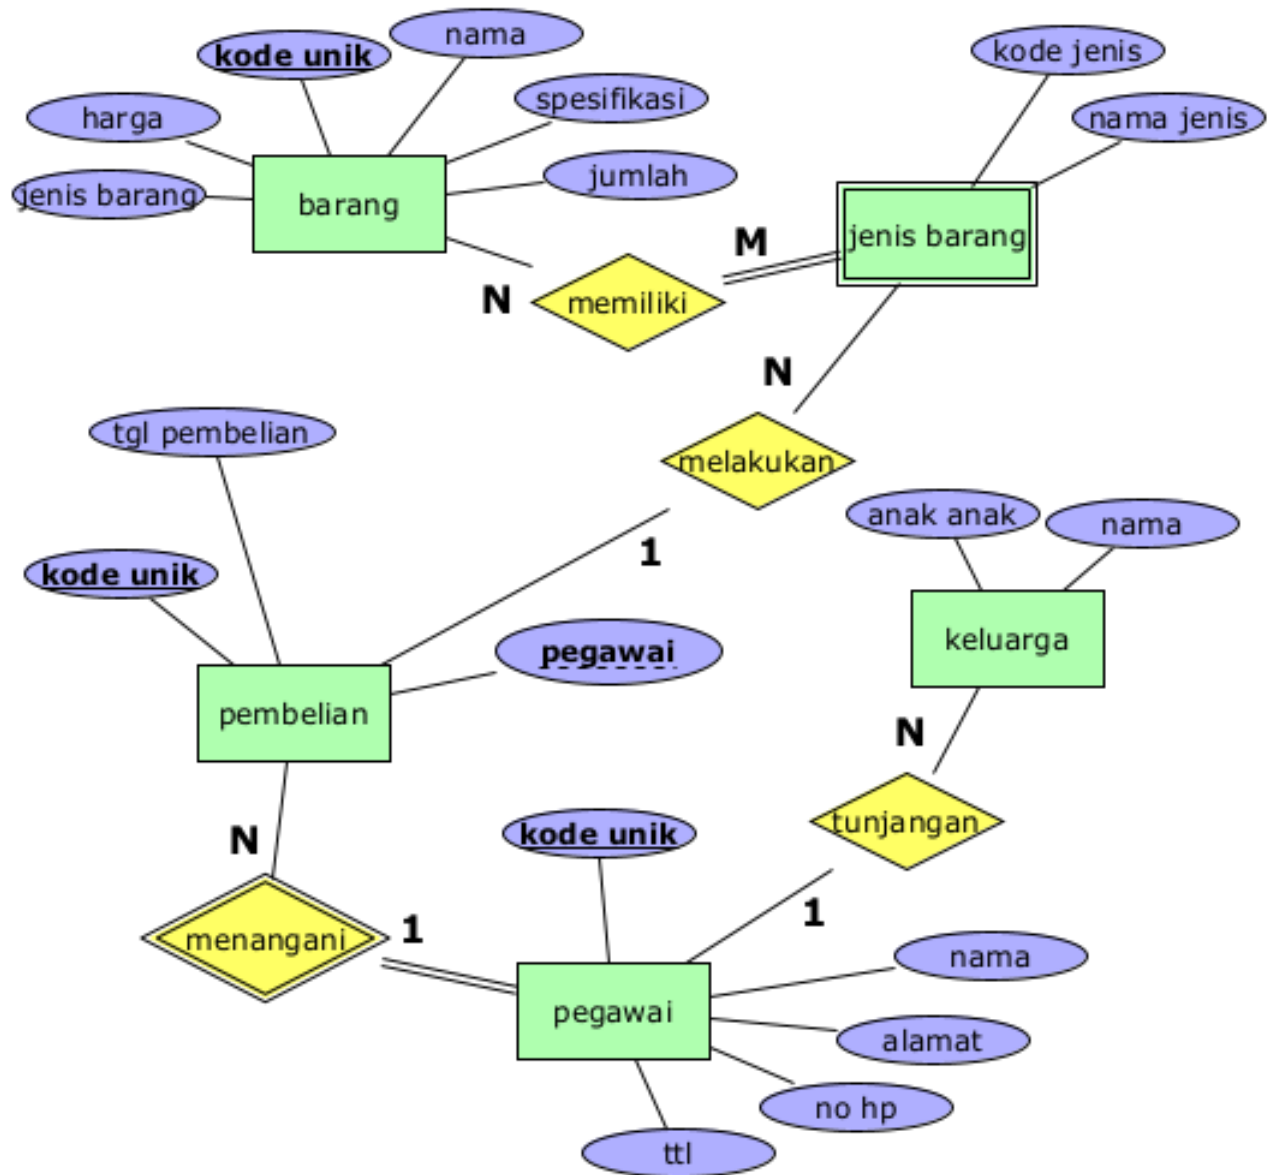 nama
kode unik
kode jenis
spesifikasi
harga
nama jenis
jumlah
jenis barang
barang
jenis barang
M
N
memiliki
N
tgl pembelian
melakukan
anak anak
nama
1
kode unik
keluarga
pegawai
pembelian
N
tunjangan
kode unik
N
1
menangani
1
nama
pegawai
alamat
no hp
ttl